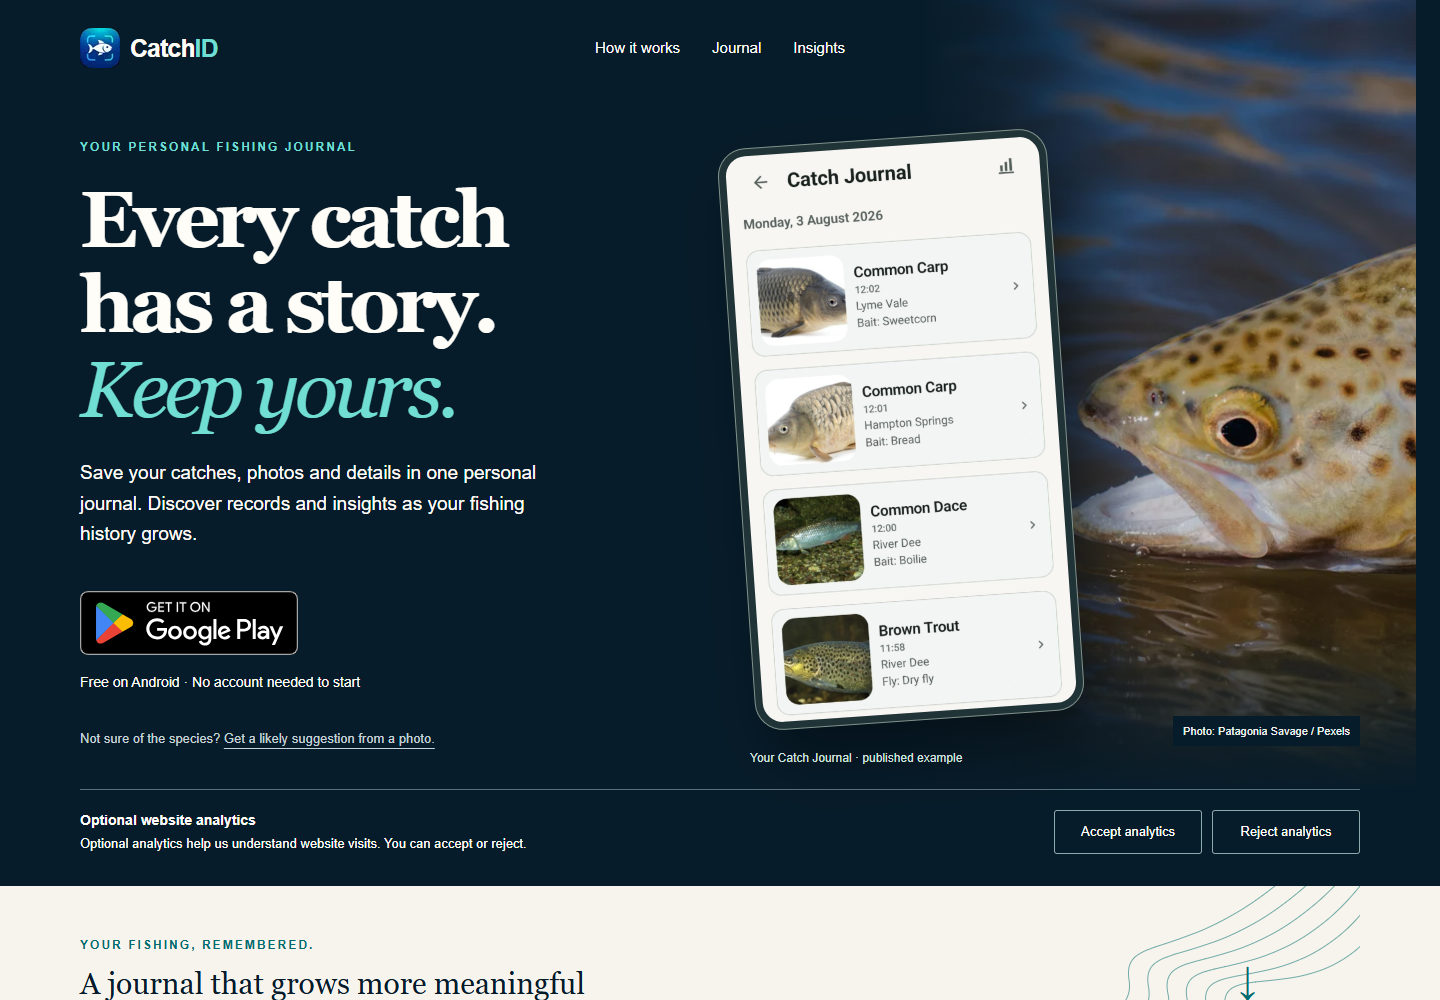 CatchID
How it works
Journal
Insights
YOUR PERSONAL FISHING JOURNAL
Every catch
has a story.
Keep yours.
Save your catches, photos and details in one personal
journal. Discover records and insights as your fishing
history grows.
GET IT ON
Google Play
Free on Android · No account needed to start
Not sure of the species? Get a likely suggestion from a photo.
Catch Journal
Monday, 3 August 2026
Common Carp
12:02
Lyme Vale
Bait: Sweetcorn
Common Carp
12:01
Hampton Springs
Bait: Bread
Common Dace
12:00
River Dee
Bait: Boilie
Brown Trout
11:58
River Dee
Fly: Dry fly
Your Catch Journal · published example
Photo: Patagonia Savage / Pexels
Optional website analytics
Optional analytics help us understand website visits. You can accept or reject.
Accept analytics
Reject analytics
YOUR FISHING, REMEMBERED.
A journal that grows more meaningful